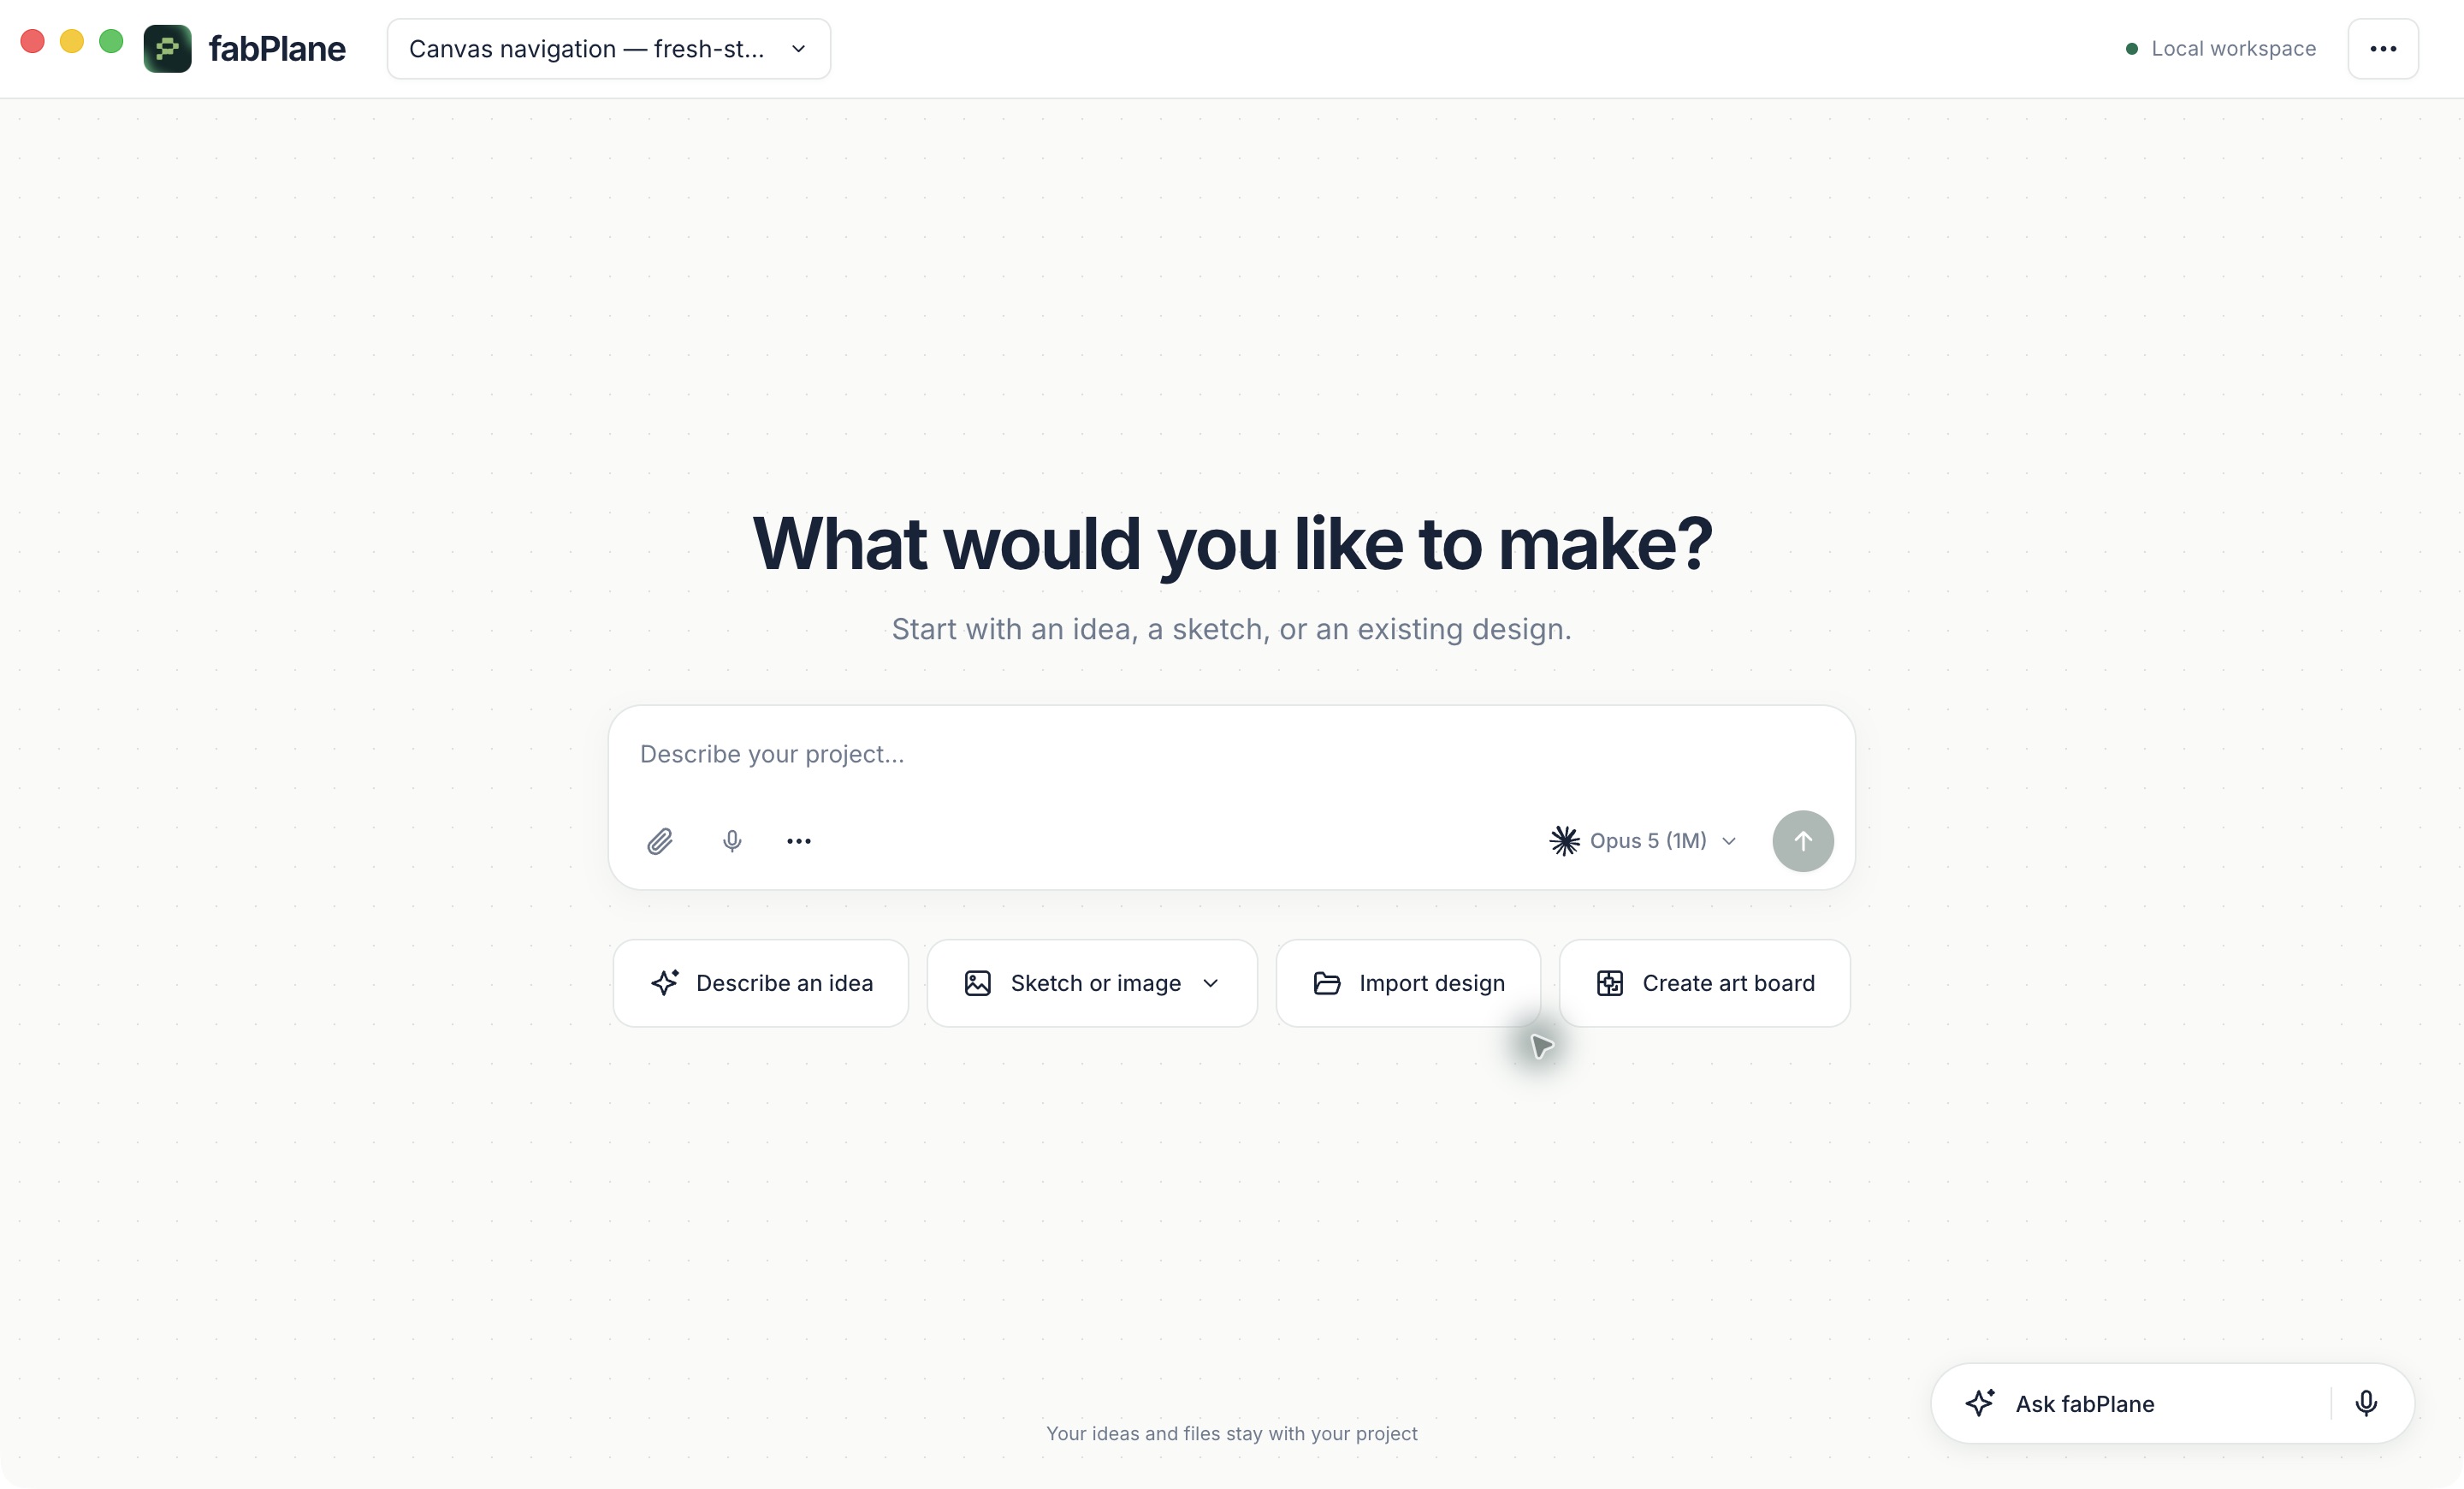 fabPlane
Canvas navigation — fresh-st...
Local workspace
What would you like to make?
Start with an idea, a sketch, or an existing design.
Describe your project...
Opus 5 (1M)
Describe an idea
Sketch or image
Import design
Create art board
Ask fabPlane
Your ideas and files stay with your project